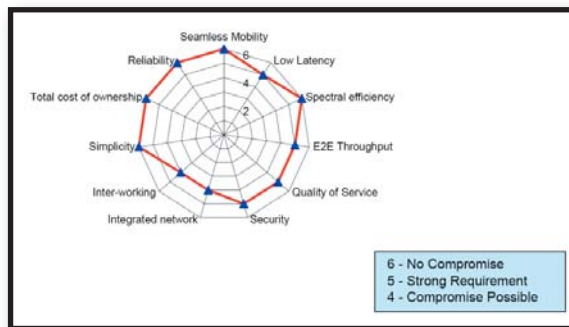 Seamless Mobility
Reliability
6
Low Latency
4
Total cost of ownership
Spectral efficiency
2
Simplicity
E2E Throughput
Inter-working
Quality of Service
Integrated network
Security
6 - No Compromise
5 - Strong Requirement
4 - Compromise Possible